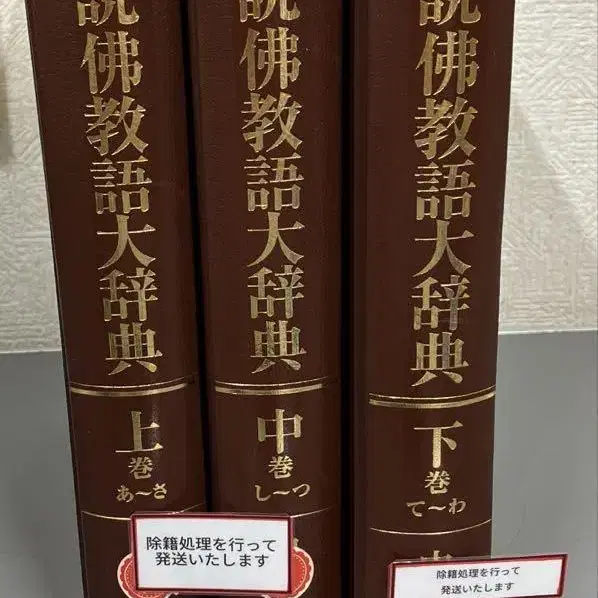 説佛教語大辞典
上
巻
あ〜さ
説佛教語大辞典
中
巻
し〜つ
説佛教語大辞典
下
巻
て〜わ
除籍処理を行って
発送いたします
除籍処理を行って
発送いたします